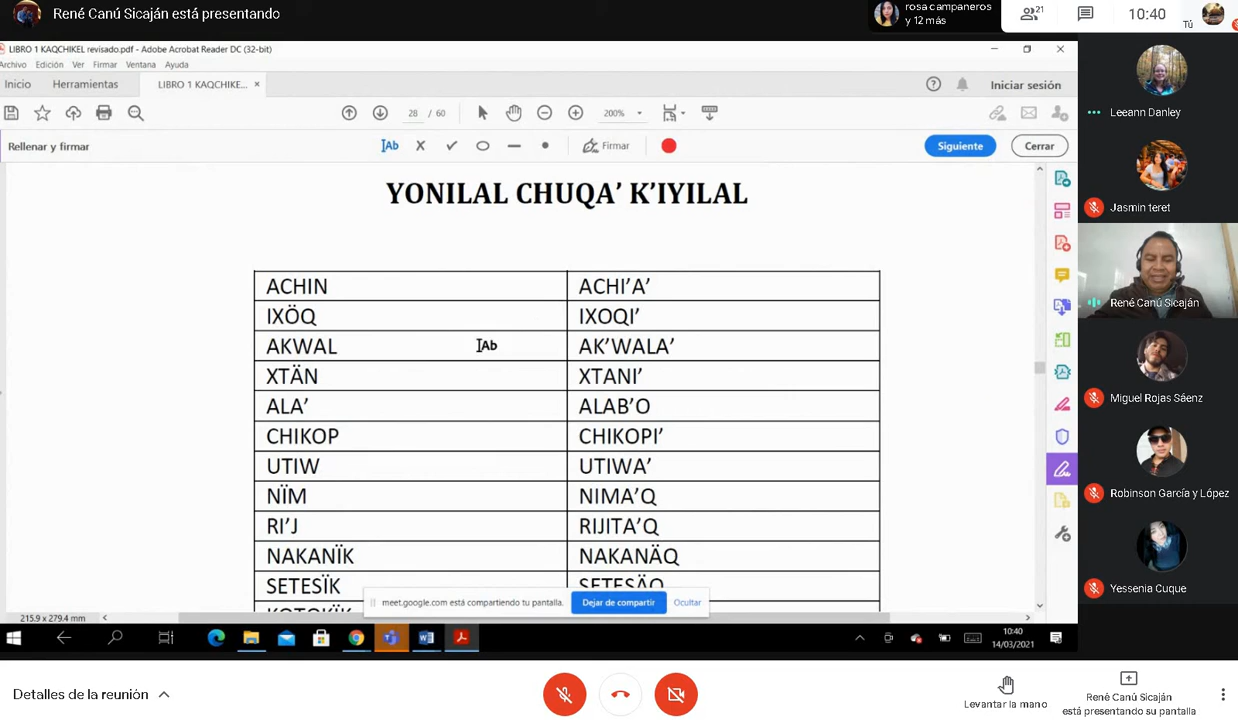 René Canú Sicaján está presentando
rosa campaneros
y 12 más
21
10:40
Tú
LIBRO 1 KAQCHIKEL revisado.pdf - Adobe Acrobat Reader DC (32-bit)
Archivo Edición Ver Firmar Ventana Ayuda
Inicio Herramientas LIBRO 1 KAQCHIKE... ×
Iniciar sesión
28 / 60 200%
Rellenar y firmar
IAb Firmar Siguiente Cerrar
YONILAL CHUQA’ K’IYILAL
ACHIN ACHI’A’
IXÖQ IXOQI’
AKWAL IAb AK’WALA’
XTÄN XTANI’
ALA’ ALAB’O
CHIKOP CHIKOPI’
UTIW UTIWA’
NÏM NIMA’Q
RI’J RIJITA’Q
NAKANÏK NAKANÄQ
SETESÏK SETESÄQ
KOTOKÏK
meet.google.com está compartiendo tu pantalla. Dejar de compartir Ocultar
215.9 x 279.4 mm
10:40
14/03/2021
Leeann Danley
Jasmin teret
René Canú Sicaján
Miguel Rojas Sáenz
Robinson García y López
Yessenia Cuque
Detalles de la reunión
Levantar la mano
René Canú Sicaján
está presentando su pantalla